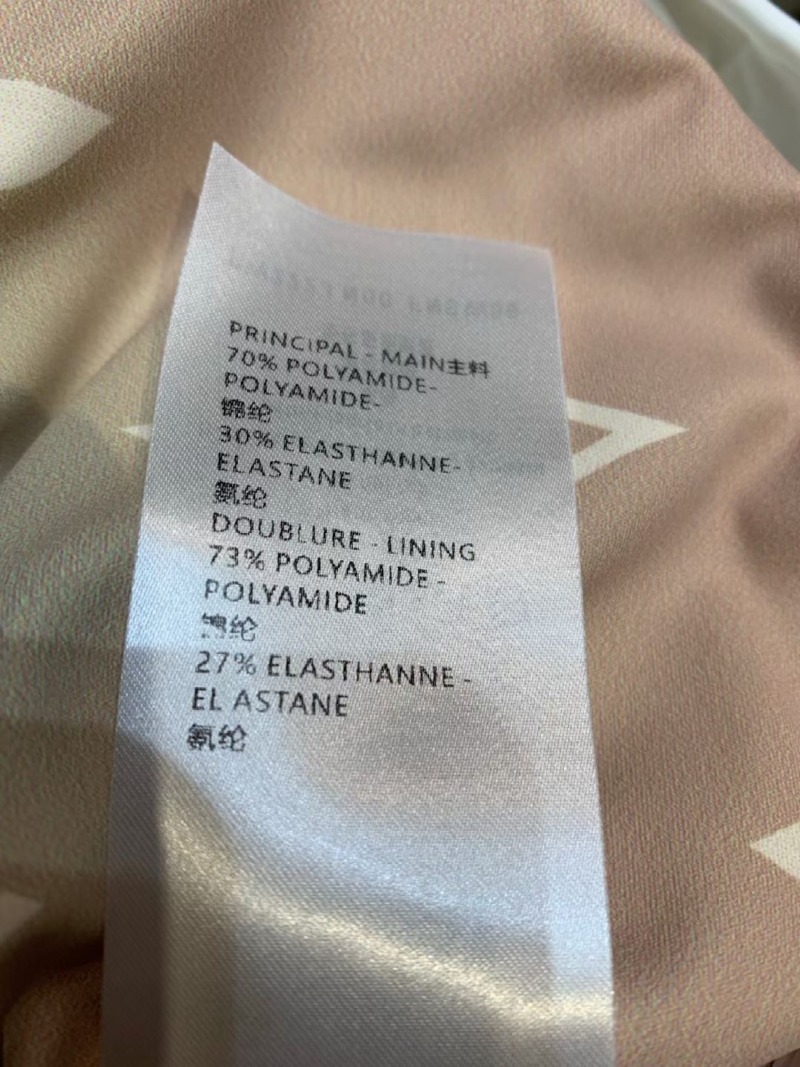 PRINCIPAL - MAIN主料
70% POLYAMIDE-
POLYAMIDE-
锦纶
30% ELASTHANNE-
ELASTANE
氨纶
DOUBLURE - LINING
73% POLYAMIDE -
POLYAMIDE
锦纶
27% ELASTHANNE -
EL ASTANE
氨纶